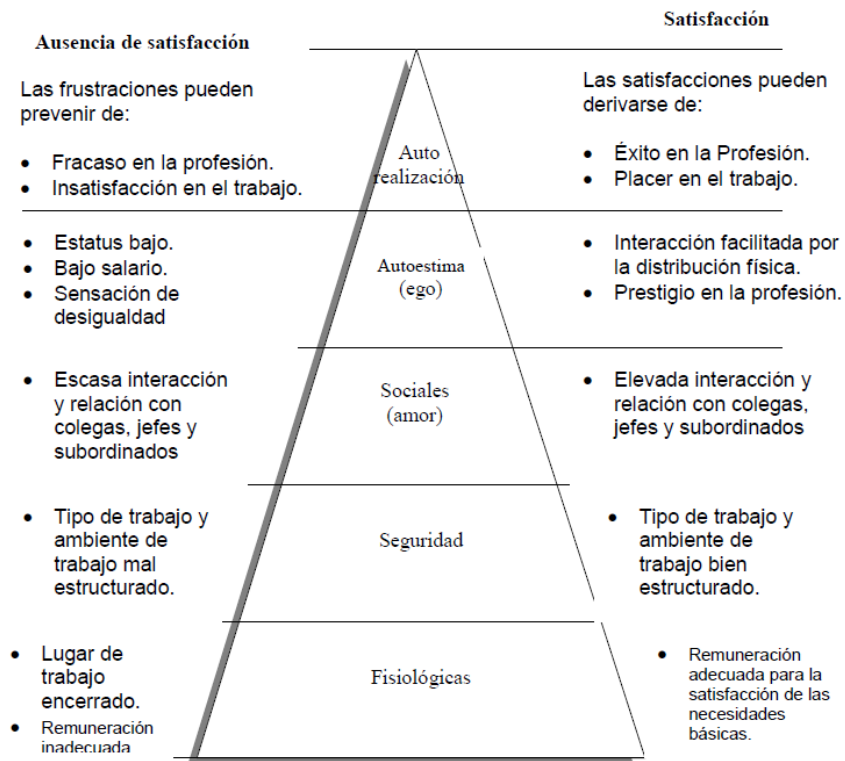 Satisfacción
Ausencia de satisfacción
Las frustraciones pueden
prevenir de:
• Fracaso en la profesión.
• Insatisfacción en el trabajo.
Auto
realización
Las satisfacciones pueden
derivarse de:
• Éxito en la Profesión.
• Placer en el trabajo.
• Estatus bajo.
• Bajo salario.
• Sensación de
desigualdad
Autoestima
(ego)
• Interacción facilitada por
la distribución física.
• Prestigio en la profesión.
• Escasa interacción
y relación con
colegas, jefes y
subordinados
Sociales
(amor)
• Elevada interacción y
relación con colegas,
jefes y subordinados
• Tipo de trabajo y
ambiente de
trabajo mal
estructurado.
Seguridad
• Tipo de trabajo y
ambiente de
trabajo bien
estructurado.
• Lugar de
trabajo
encerrado.
• Remuneración
inadecuada
Fisiológicas
• Remuneración
adecuada para la
satisfacción de las
necesidades
básicas.